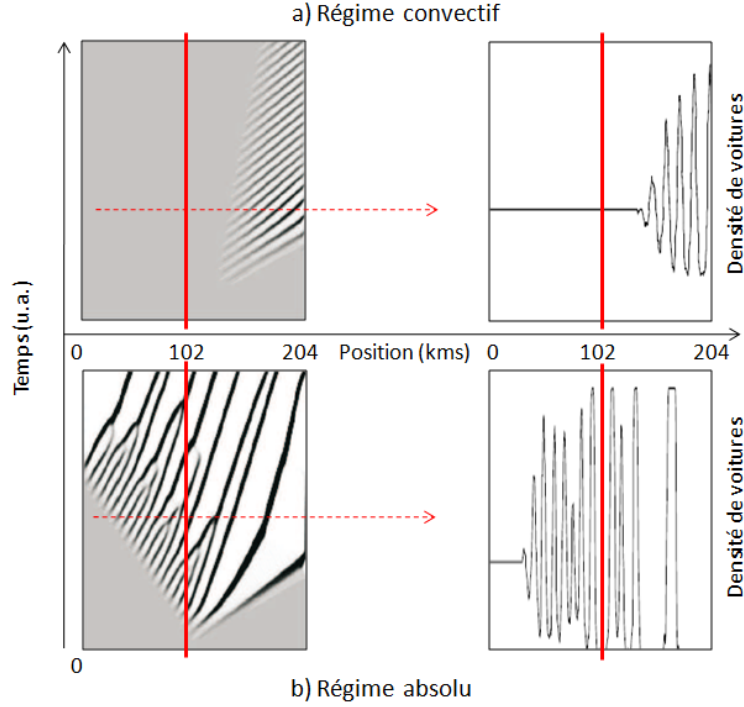 a) Régime convectif
Temps (u.a.)
Densité de voitures
0 102 204 Position (kms) 0 102 204
Densité de voitures
0
b) Régime absolu